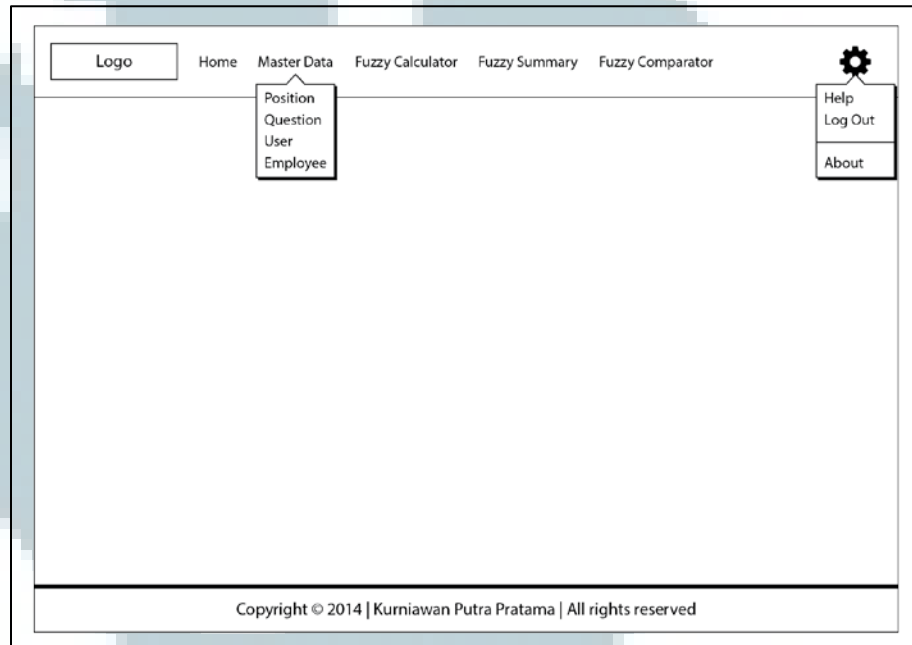 Logo Home Master Data Fuzzy Calculator Fuzzy Summary Fuzzy Comparator
Position
Question
User
Employee
Help
Log Out
About
Copyright © 2014 | Kurniawan Putra Pratama | All rights reserved